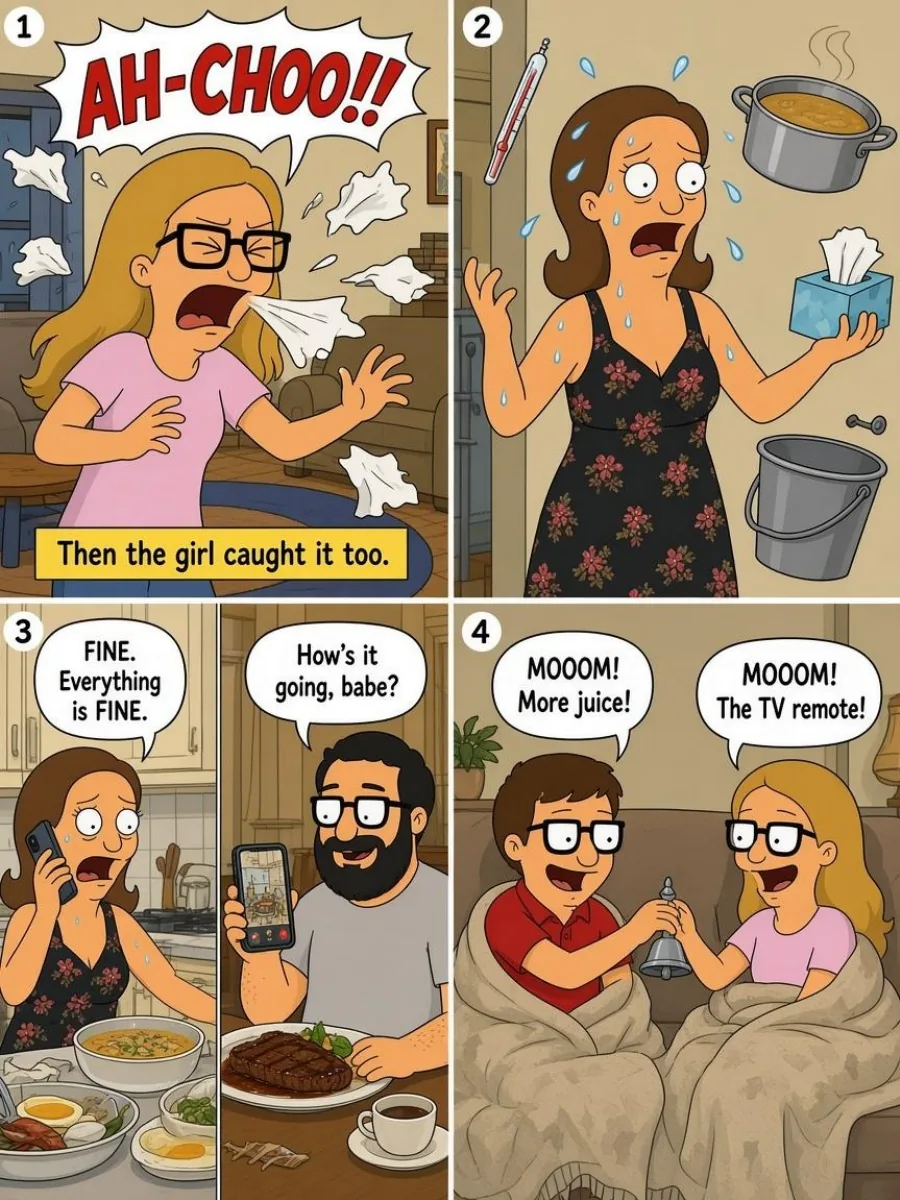 1
AH-CHOO!!
Then the girl caught it too.
2
3
FINE.
Everything
is FINE.
How's it
going, babe?
4
MOOOM!
More juice!
MOOOM!
The TV remote!